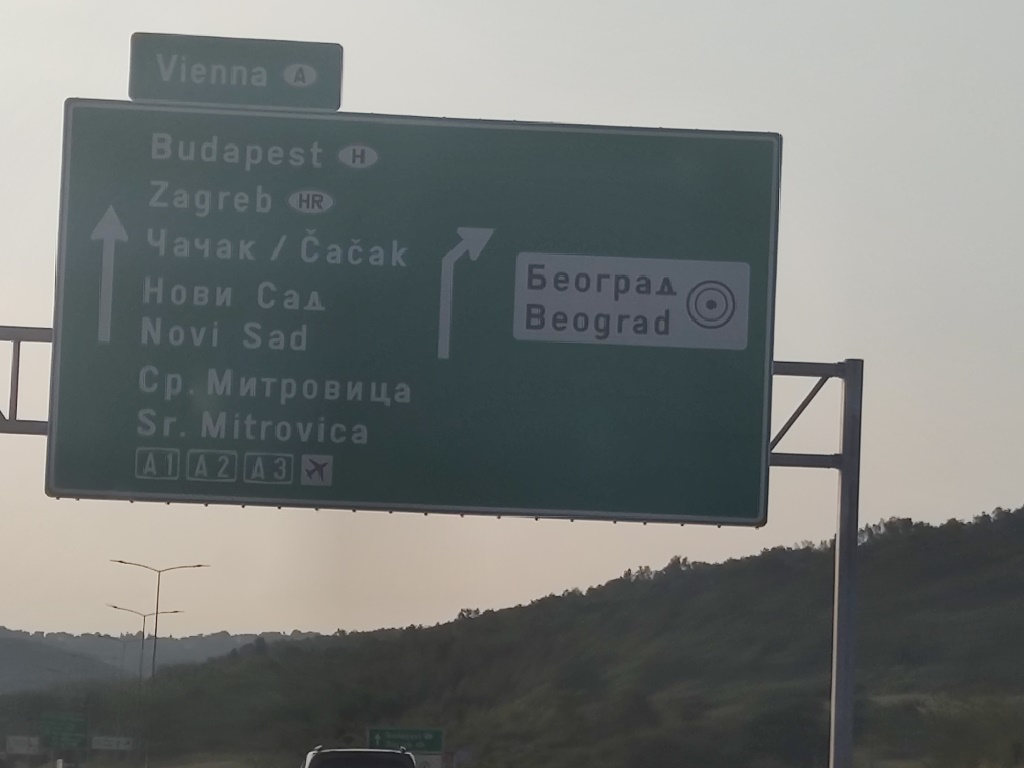 Vienna A
Budapest H
Zagreb HR
Чачак / Čačak
Нови Сад
Novi Sad
Ср. Митровица
Sr. Mitrovica
A1 A2 A3
Београд
Beograd